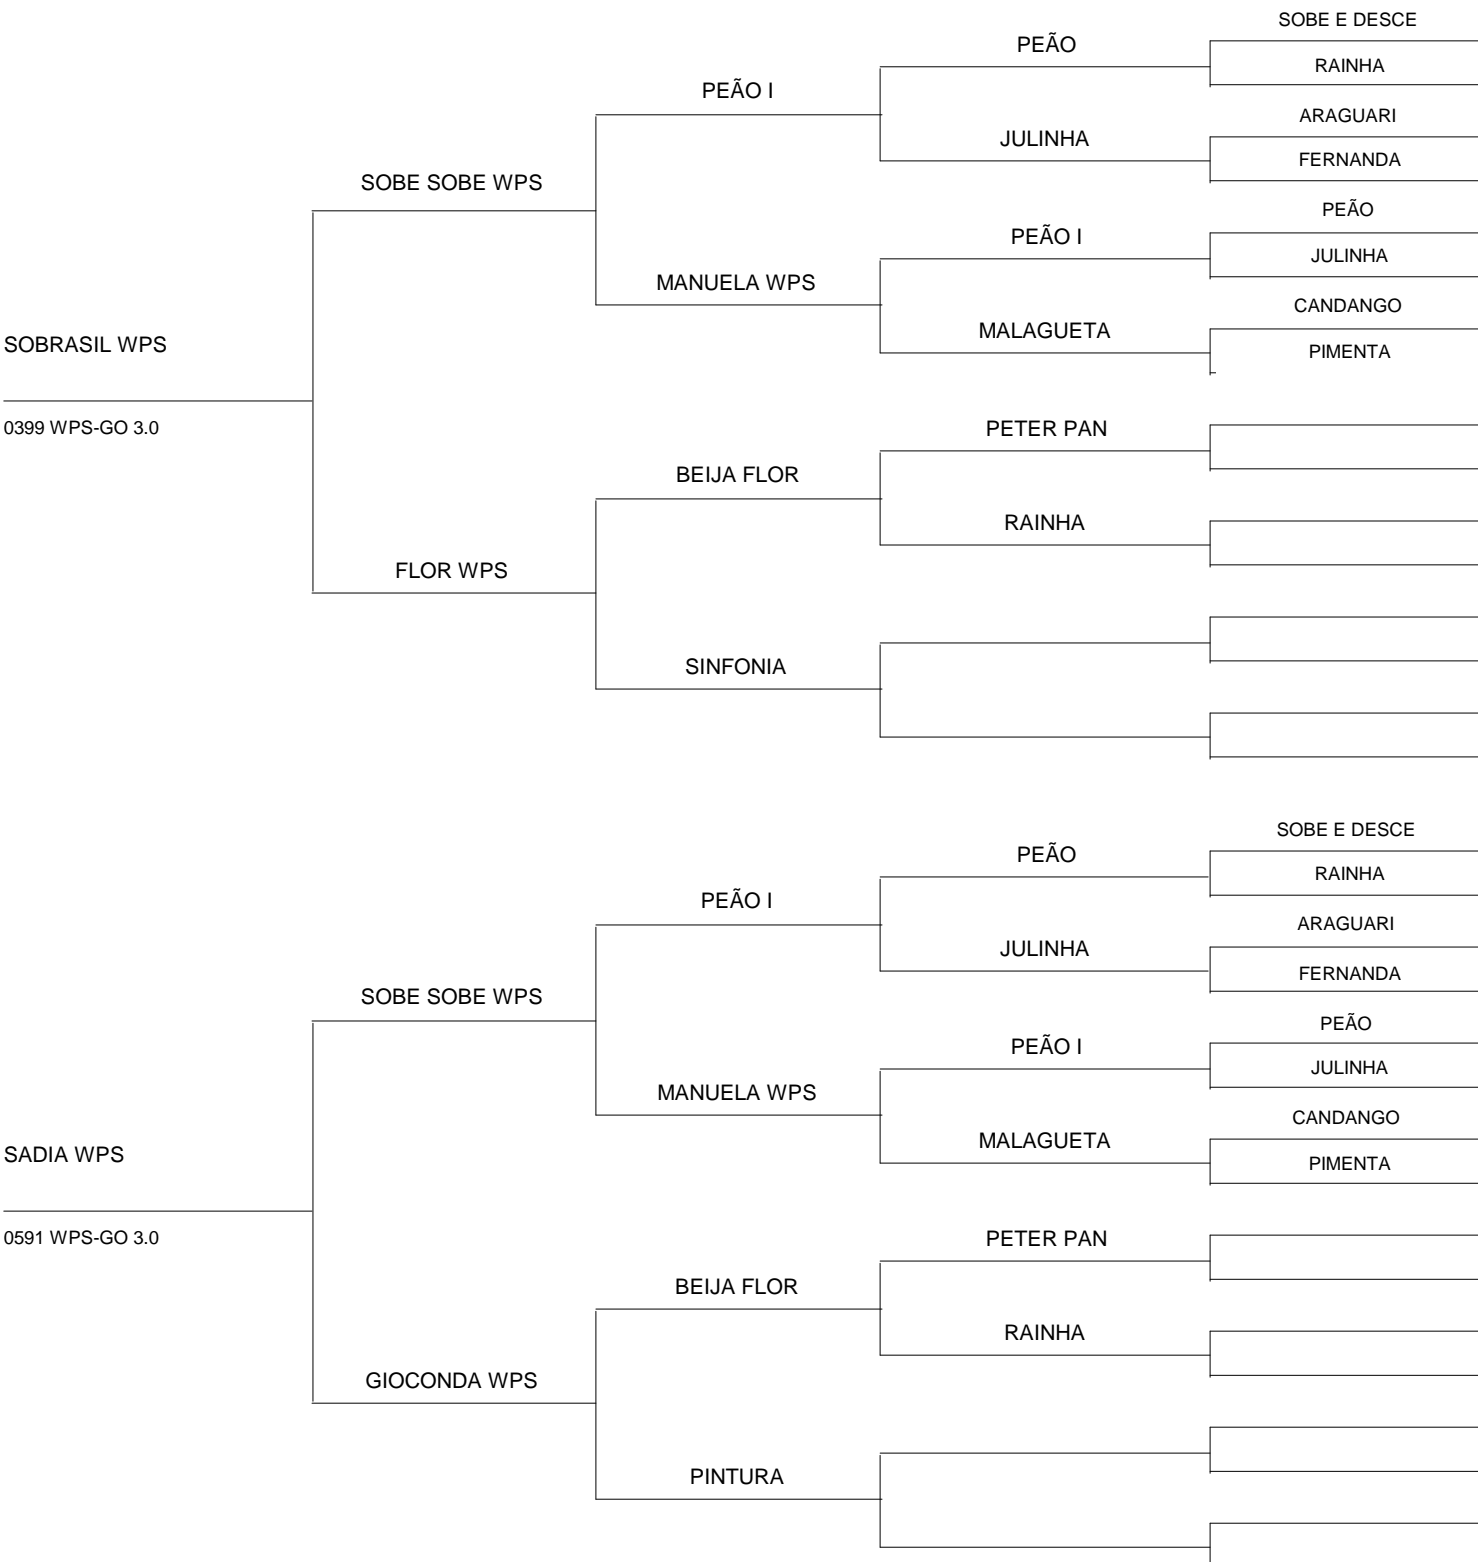 SOBE E DESCE
PEÃO
RAINHA
PEÃO I
ARAGUARI
JULINHA
FERNANDA
SOBE SOBE WPS
PEÃO
PEÃO I
JULINHA
MANUELA WPS
CANDANGO
MALAGUETA
SOBRASIL WPS
PIMENTA
0399 WPS-GO 3.0
PETER PAN
BEIJA FLOR
RAINHA
FLOR WPS
SINFONIA
SOBE E DESCE
PEÃO
RAINHA
PEÃO I
ARAGUARI
JULINHA
FERNANDA
SOBE SOBE WPS
PEÃO
PEÃO I
JULINHA
MANUELA WPS
CANDANGO
MALAGUETA
SADIA WPS
PIMENTA
0591 WPS-GO 3.0
PETER PAN
BEIJA FLOR
RAINHA
GIOCONDA WPS
PINTURA